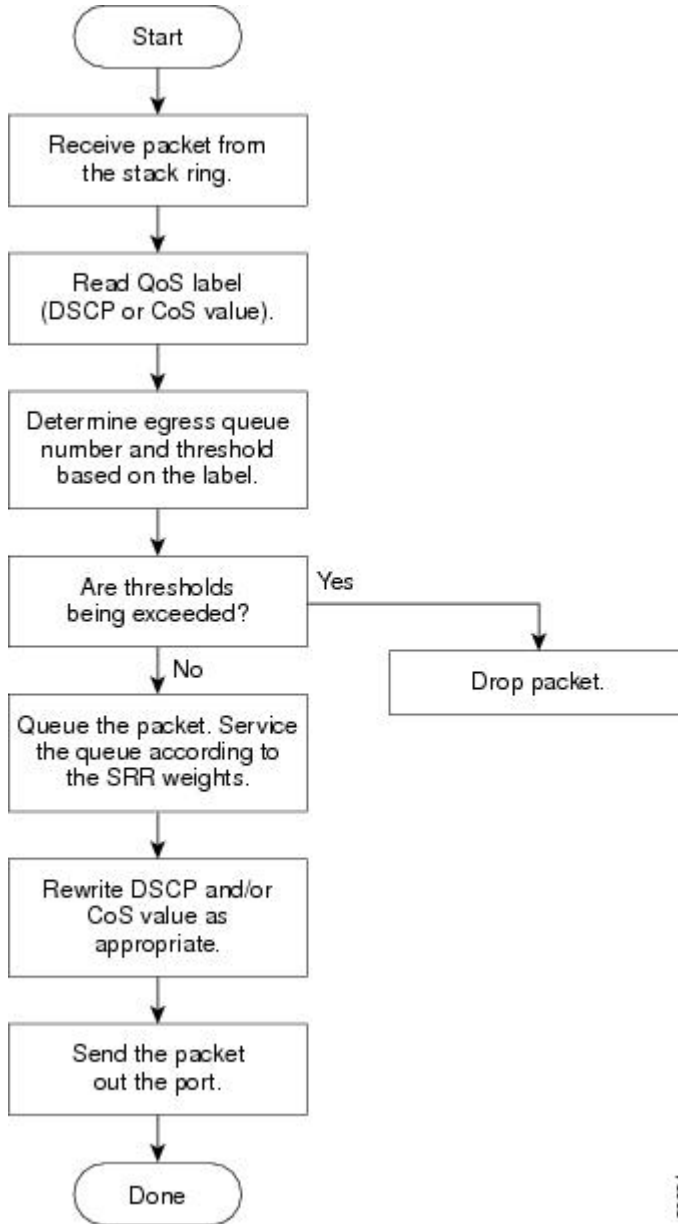 Start
Receive packet from
the stack ring.
Read QoS label
(DSCP or CoS value).
Determine egress queue
number and threshold
based on the label.
Are thresholds
being exceeded?
Yes
No
Drop packet.
Queue the packet. Service
the queue according to
the SRR weights.
Rewrite DSCP and/or
CoS value as
appropriate.
Send the packet
out the port.
Done